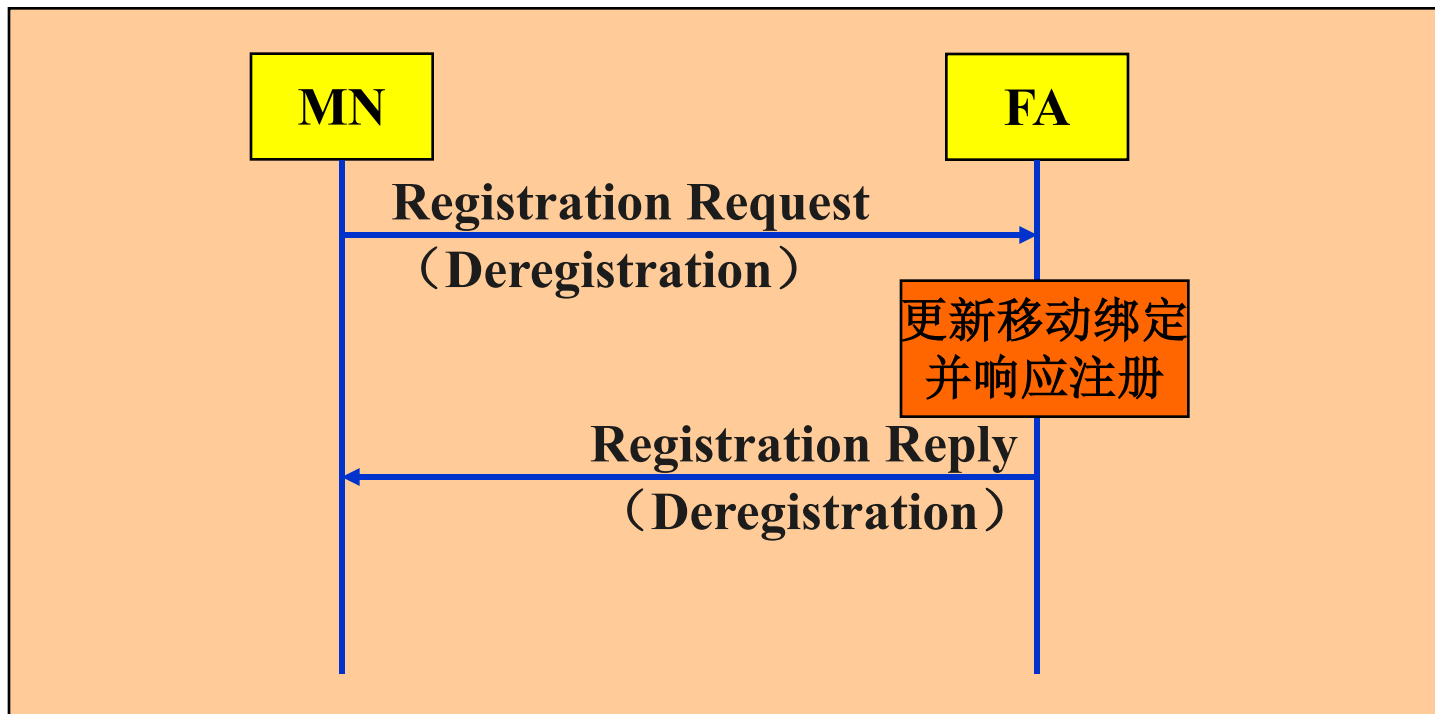 MN
FA
Registration Request
（Deregistration）
更新移动绑定
并响应注册
Registration Reply
（Deregistration）